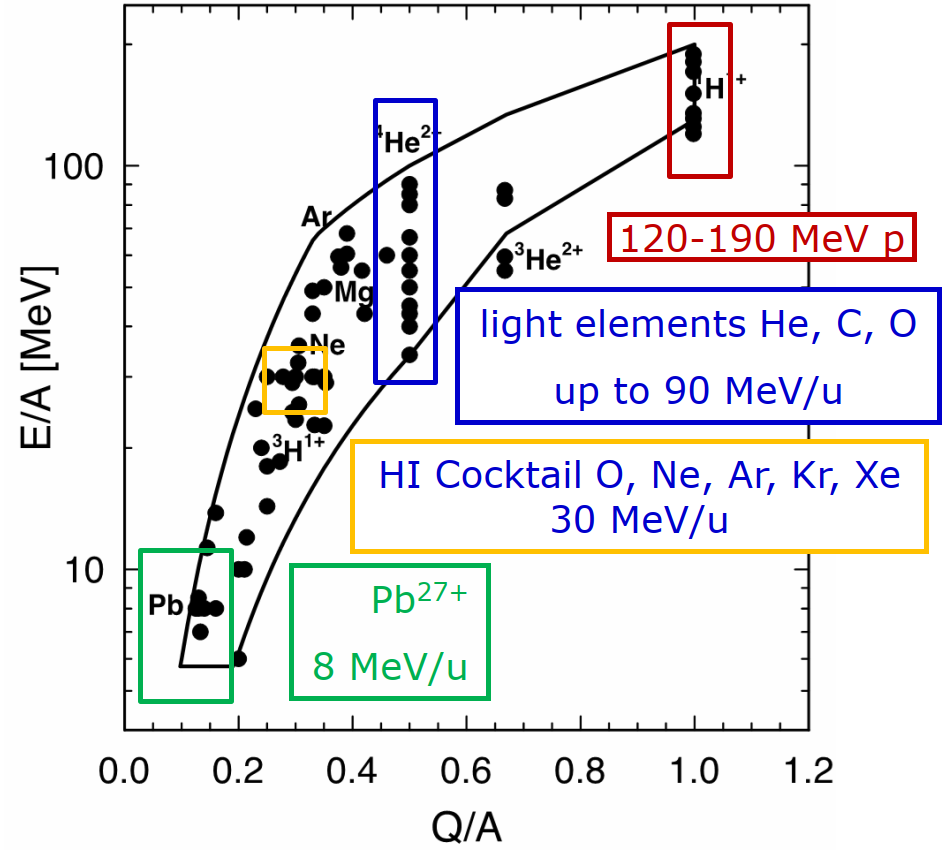 E/A [MeV]
100
10
¹H¹⁺
⁴He²⁺
Ar
120-190 MeV p
³He²⁺
Mg
light elements He, C, O
up to 90 MeV/u
Ne
³H¹⁺
HI Cocktail O, Ne, Ar, Kr, Xe
30 MeV/u
Pb
Pb²⁷⁺
8 MeV/u
0.0 0.2 0.4 0.6 0.8 1.0 1.2
Q/A